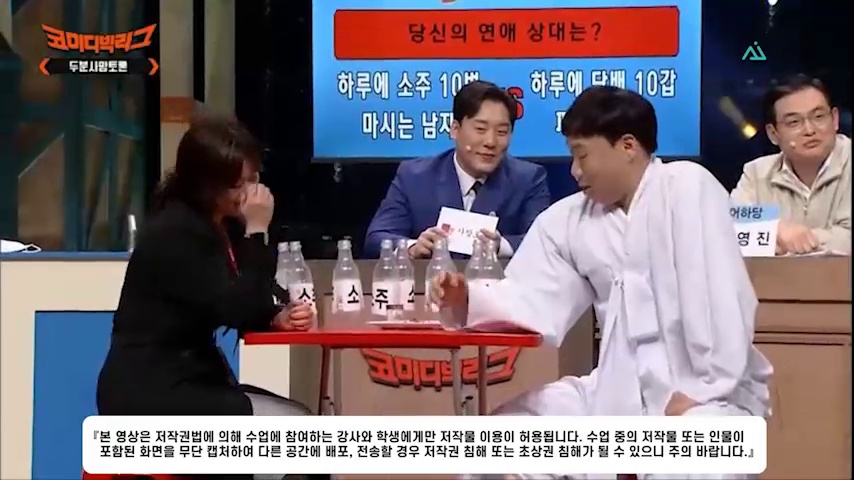 코미디빅리그
두분사망토론
당신의 연애 상대는?
하루에 소주 10병
마시는 남자
하루에 담배 10갑
소
소
주
소
어하당
영진
코미디빅리그
『본 영상은 저작권법에 의해 수업에 참여하는 강사와 학생에게만 저작물 이용이 허용됩니다. 수업 중의 저작물 또는 인물이
포함된 화면을 무단 캡처하여 다른 공간에 배포, 전송할 경우 저작권 침해 또는 초상권 침해가 될 수 있으니 주의 바랍니다.』